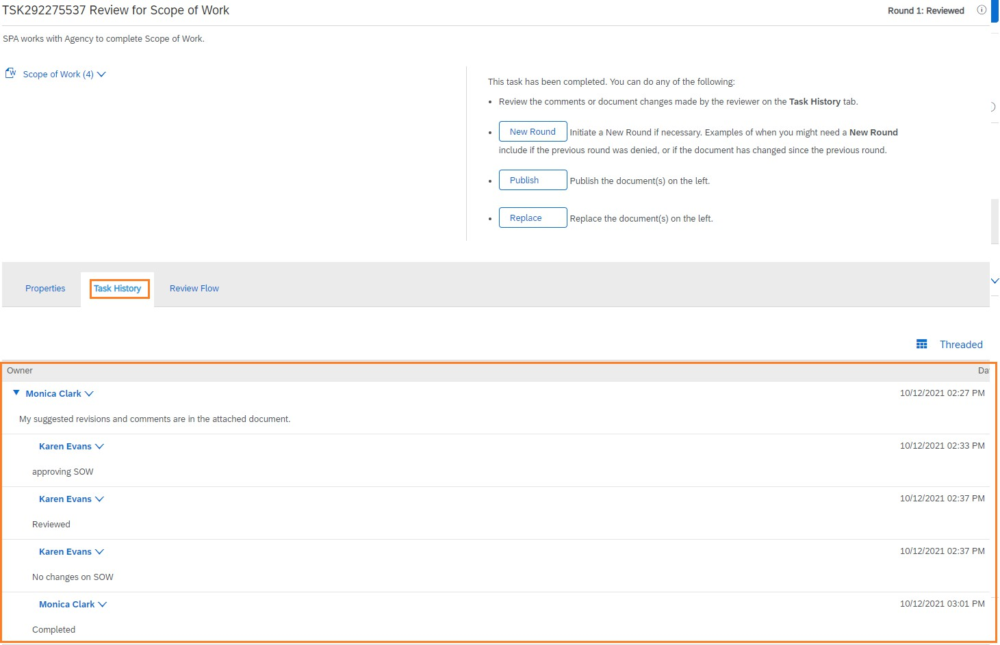 TSK292275537 Review for Scope of Work
Round 1: Reviewed
SPA works with Agency to complete Scope of Work.
Scope of Work (4)
This task has been completed. You can do any of the following:
• Review the comments or document changes made by the reviewer on the Task History tab.
• New Round Initiate a New Round if necessary. Examples of when you might need a New Round
include if the previous round was denied, or if the document has changed since the previous round.
• Publish Publish the document(s) on the left.
• Replace Replace the document(s) on the left.
Properties Task History Review Flow
Threaded
Owner Da
Monica Clark 10/12/2021 02:27 PM
My suggested revisions and comments are in the attached document.
Karen Evans 10/12/2021 02:33 PM
approving SOW
Karen Evans 10/12/2021 02:37 PM
Reviewed
Karen Evans 10/12/2021 02:37 PM
No changes on SOW
Monica Clark 10/12/2021 03:01 PM
Completed